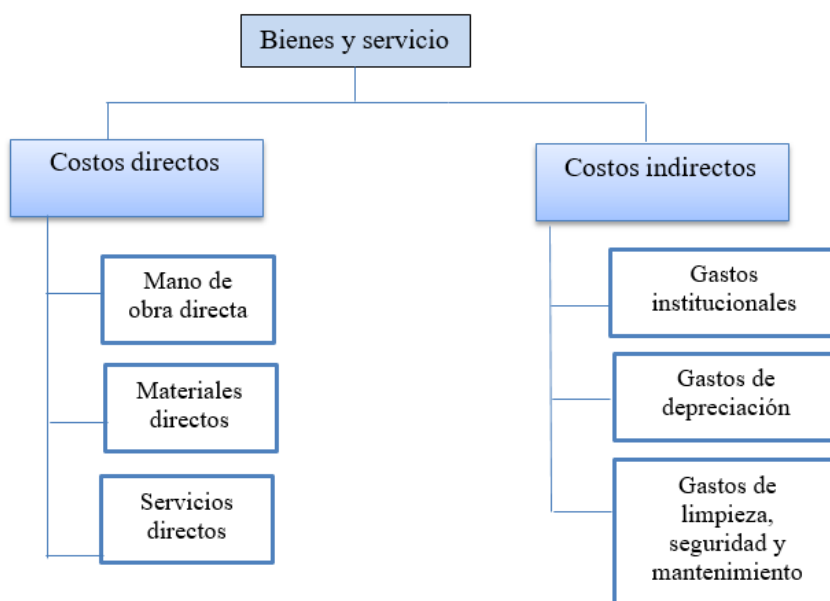 Bienes y servicio
Costos directos
Mano de
obra directa
Materiales
directos
Servicios
directos
Costos indirectos
Gastos
institucionales
Gastos de
depreciación
Gastos de
limpieza,
seguridad y
mantenimiento